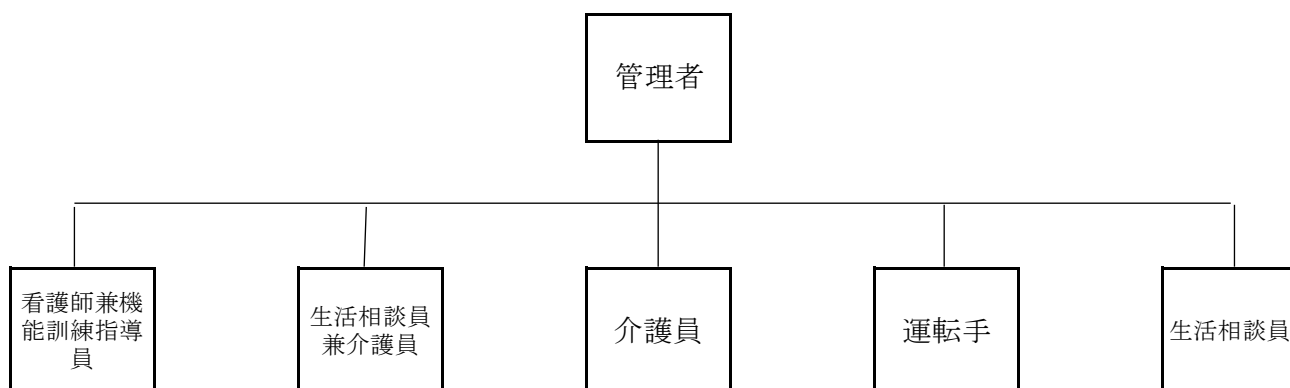 管理者
看護師兼機
能訓練指導
員
生活相談員
兼介護員
介護員
運転手
生活相談員